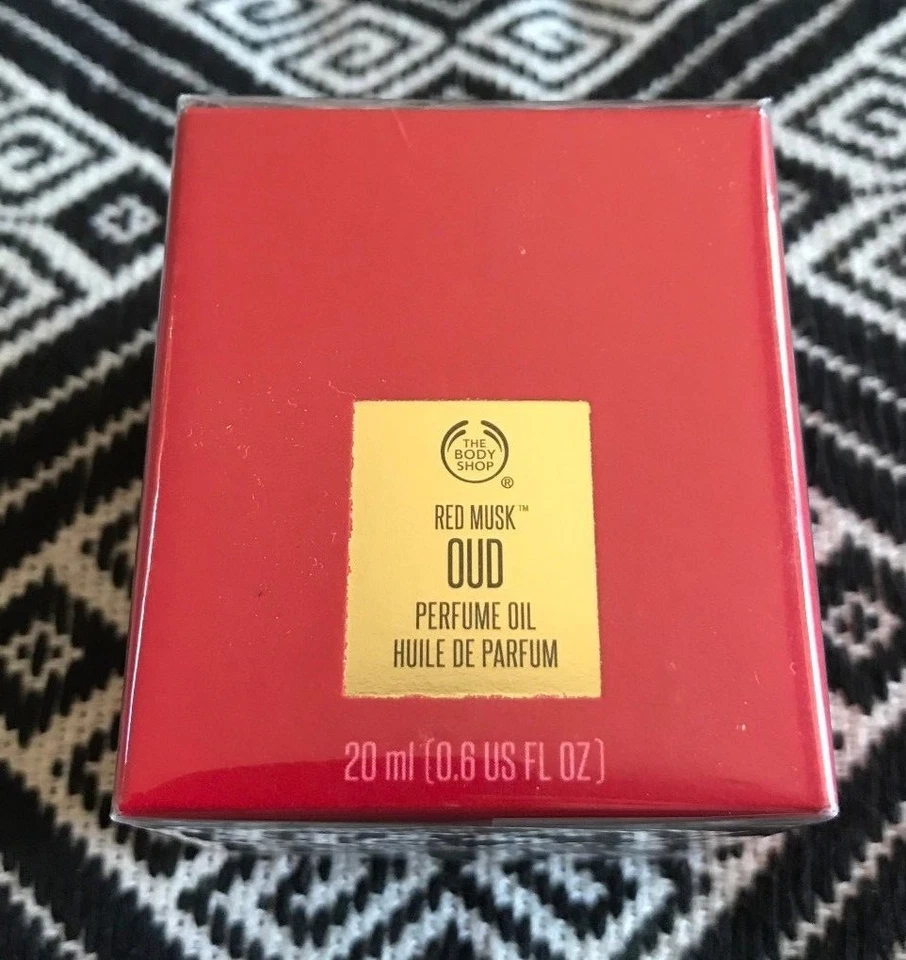 THE
BODY
SHOP
®
RED MUSK™
OUD
PERFUME OIL
HUILE DE PARFUM
20 ml (0.6 US FL OZ)